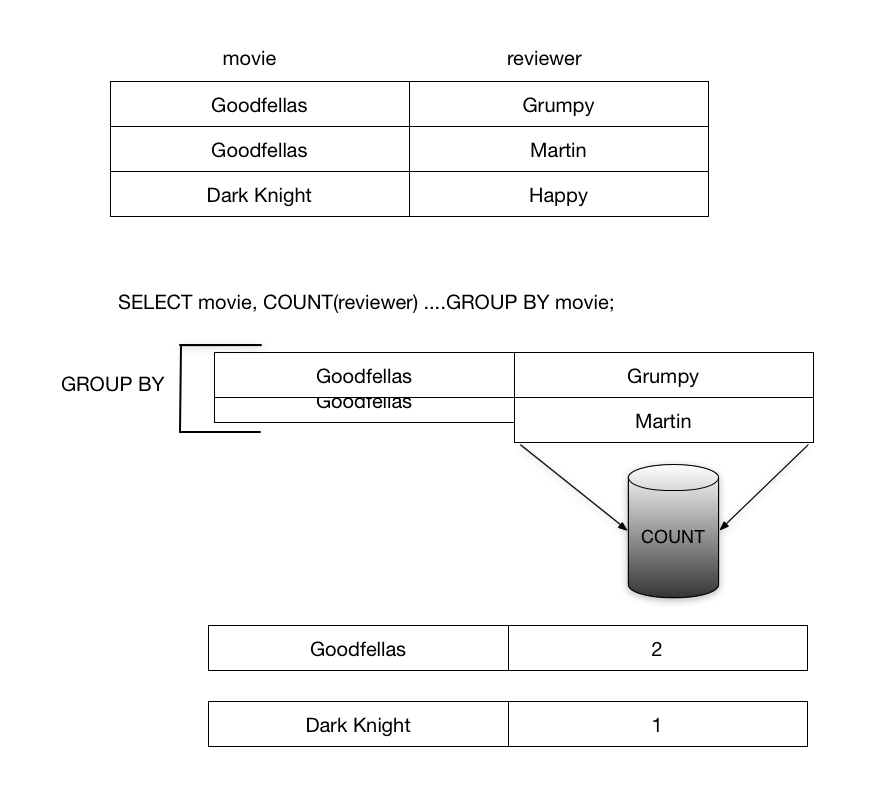 movie reviewer
Goodfellas Grumpy
Goodfellas Martin
Dark Knight Happy
SELECT movie, COUNT(reviewer) ....GROUP BY movie;
GROUP BY
Goodfellas Grumpy
Goodfellas
Martin
COUNT
Goodfellas 2
Dark Knight 1